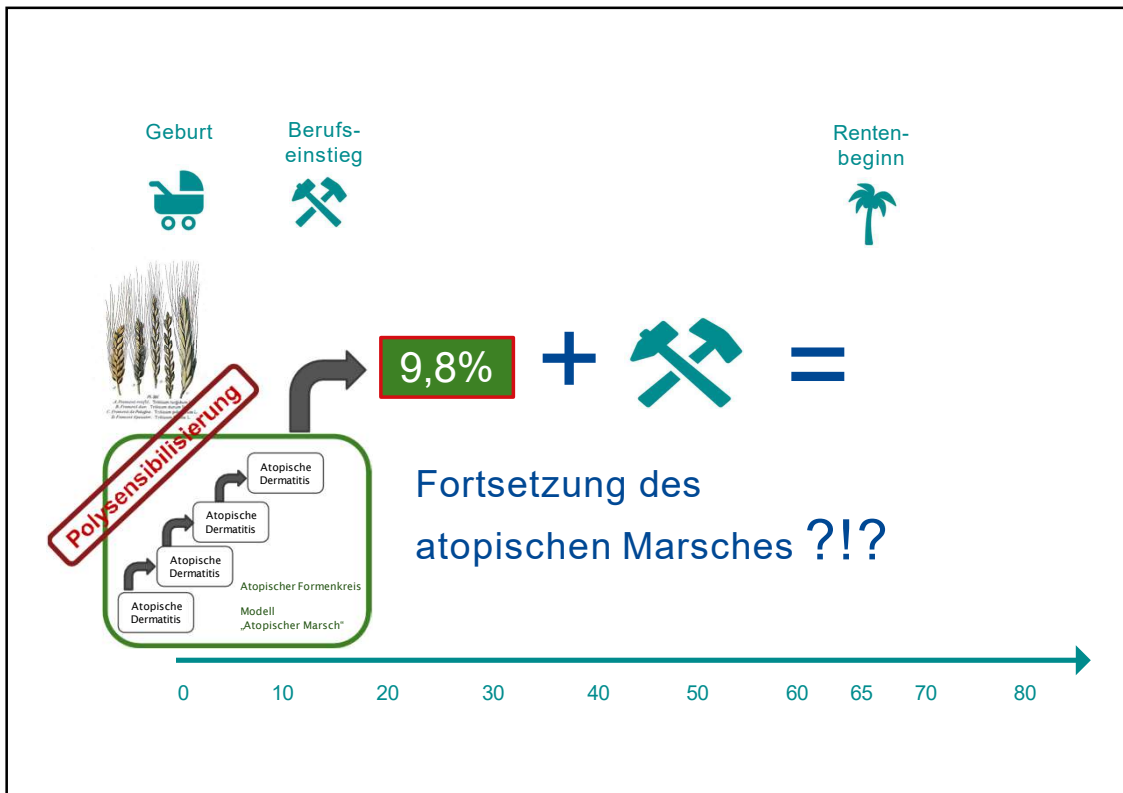 Geburt
Berufs-
einstieg
Renten-
beginn
9,8%
+
=
Polysensibilisierung
Atopische
Dermatitis
Atopische
Dermatitis
Atopische
Dermatitis
Atopische
Dermatitis
Atopischer Formenkreis
Modell
„Atopischer Marsch“
Fortsetzung des
atopischen Marsches ?!?
0 10 20 30 40 50 60 65 70 80